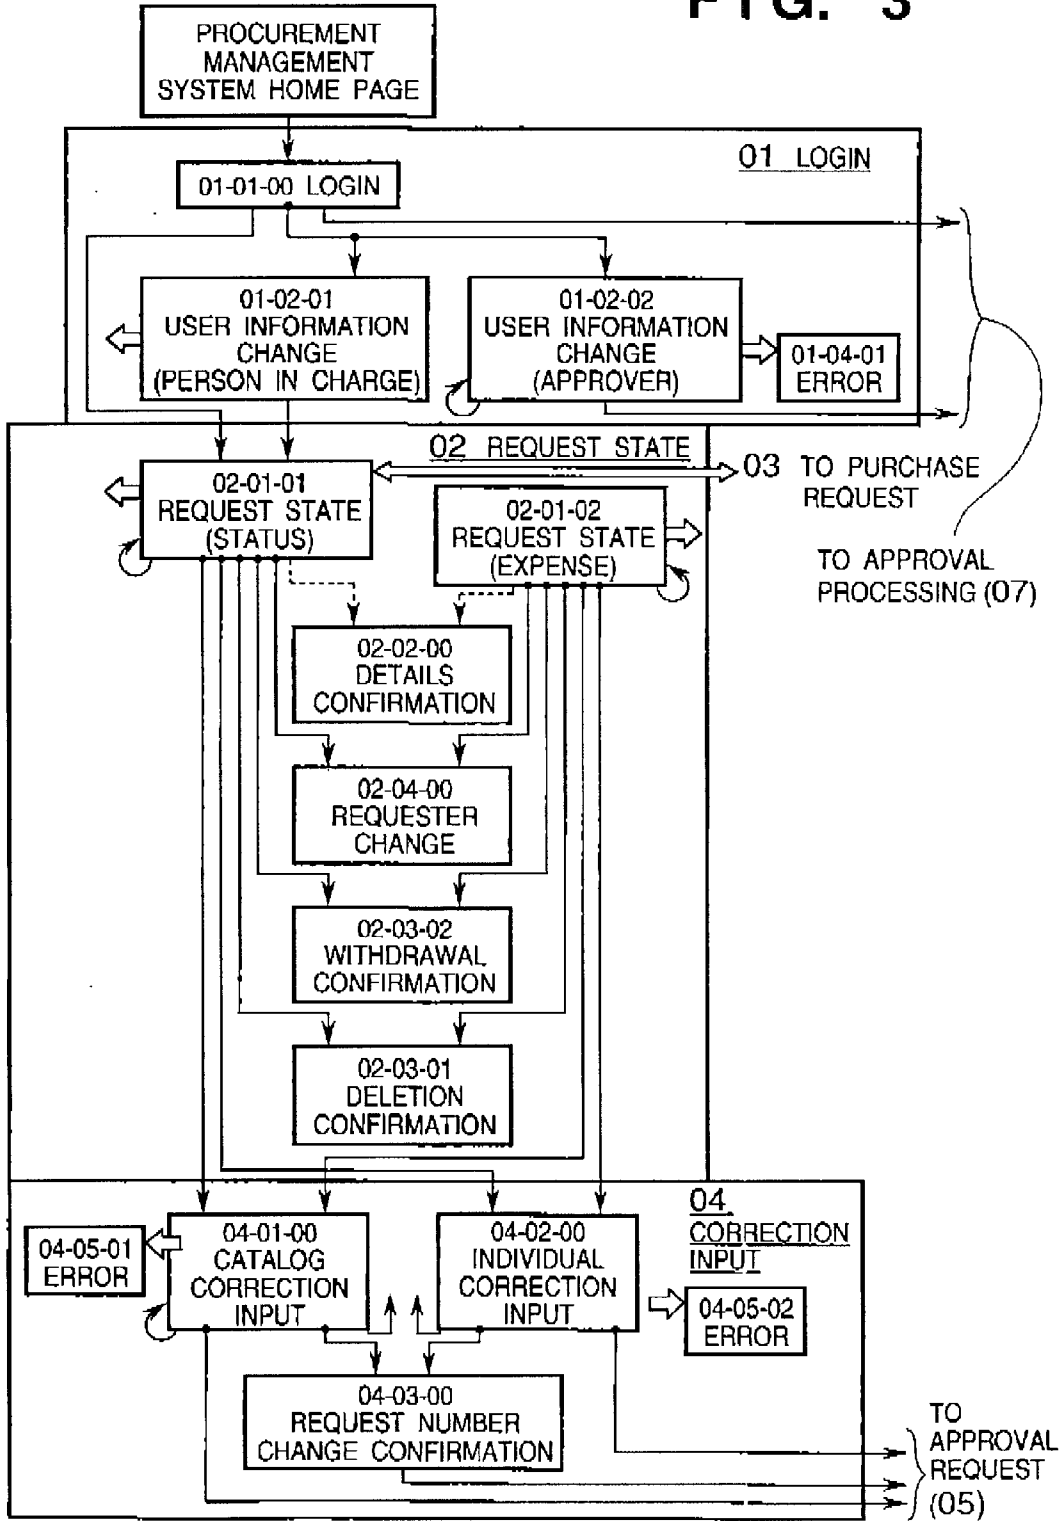 FIG. 3
PROCUREMENT
MANAGEMENT
SYSTEM HOME PAGE
01 LOGIN
01-01-00 LOGIN
01-02-01
USER INFORMATION
CHANGE
(PERSON IN CHARGE)
01-02-02
USER INFORMATION
CHANGE
(APPROVER)
01-04-01
ERROR
02 REQUEST STATE
03 TO PURCHASE
REQUEST
02-01-01
REQUEST STATE
(STATUS)
02-01-02
REQUEST STATE
(EXPENSE)
TO APPROVAL
PROCESSING (07)
02-02-00
DETAILS
CONFIRMATION
02-04-00
REQUESTER
CHANGE
02-03-02
WITHDRAWAL
CONFIRMATION
02-03-01
DELETION
CONFIRMATION
04
CORRECTION
INPUT
04-05-01
ERROR
04-01-00
CATALOG
CORRECTION
INPUT
04-02-00
INDIVIDUAL
CORRECTION
INPUT
04-05-02
ERROR
04-03-00
REQUEST NUMBER
CHANGE CONFIRMATION
TO
APPROVAL
REQUEST
(05)